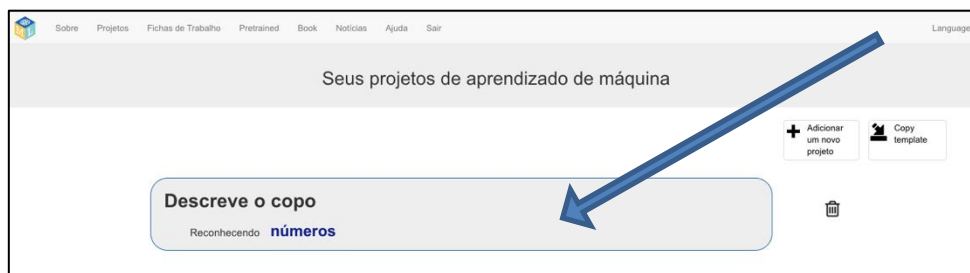 Sobre Projetos Fichas de Trabalho Pretrained Book Notícias Ajuda Sair Language
Seus projetos de aprendizado de máquina
Adicionar
um novo
projeto
Copy
template
Descreve o copo
Reconhecendo números